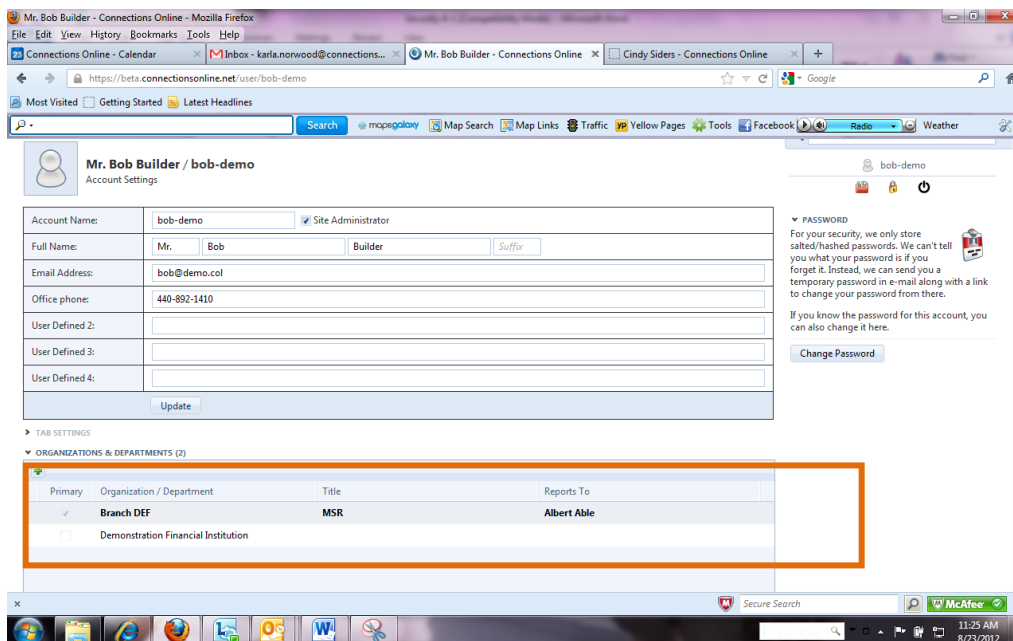 Mr. Bob Builder - Connections Online - Mozilla Firefox
File Edit View History Bookmarks Tools Help
23 Connections Online - Calendar × Inbox - karla.norwood@connections... × Mr. Bob Builder - Connections Online × Cindy Siders - Connections Online × +
https://beta.connectionsonline.net/user/bob-demo Google
Most Visited Getting Started Latest Headlines
Search mapsgalaxy Map Search Map Links Traffic YP Yellow Pages Tools Facebook Radio Weather
Mr. Bob Builder / bob-demo
Account Settings
bob-demo
Account Name: bob-demo Site Administrator
Full Name: Mr. Bob Builder Suffix
Email Address: bob@demo.col
Office phone: 440-892-1410
User Defined 2:
User Defined 3:
User Defined 4:
Update
PASSWORD
For your security, we only store
salted/hashed passwords. We can't tell
you what your password is if you
forget it. Instead, we can send you a
temporary password in e-mail along with a link
to change your password from there.
If you know the password for this account, you
can also change it here.
Change Password
TAB SETTINGS
ORGANIZATIONS & DEPARTMENTS (2)
Primary Organization / Department Title Reports To
Branch DEF MSR Albert Able
Demonstration Financial Institution
× Secure Search McAfee
11:25 AM
8/23/2012